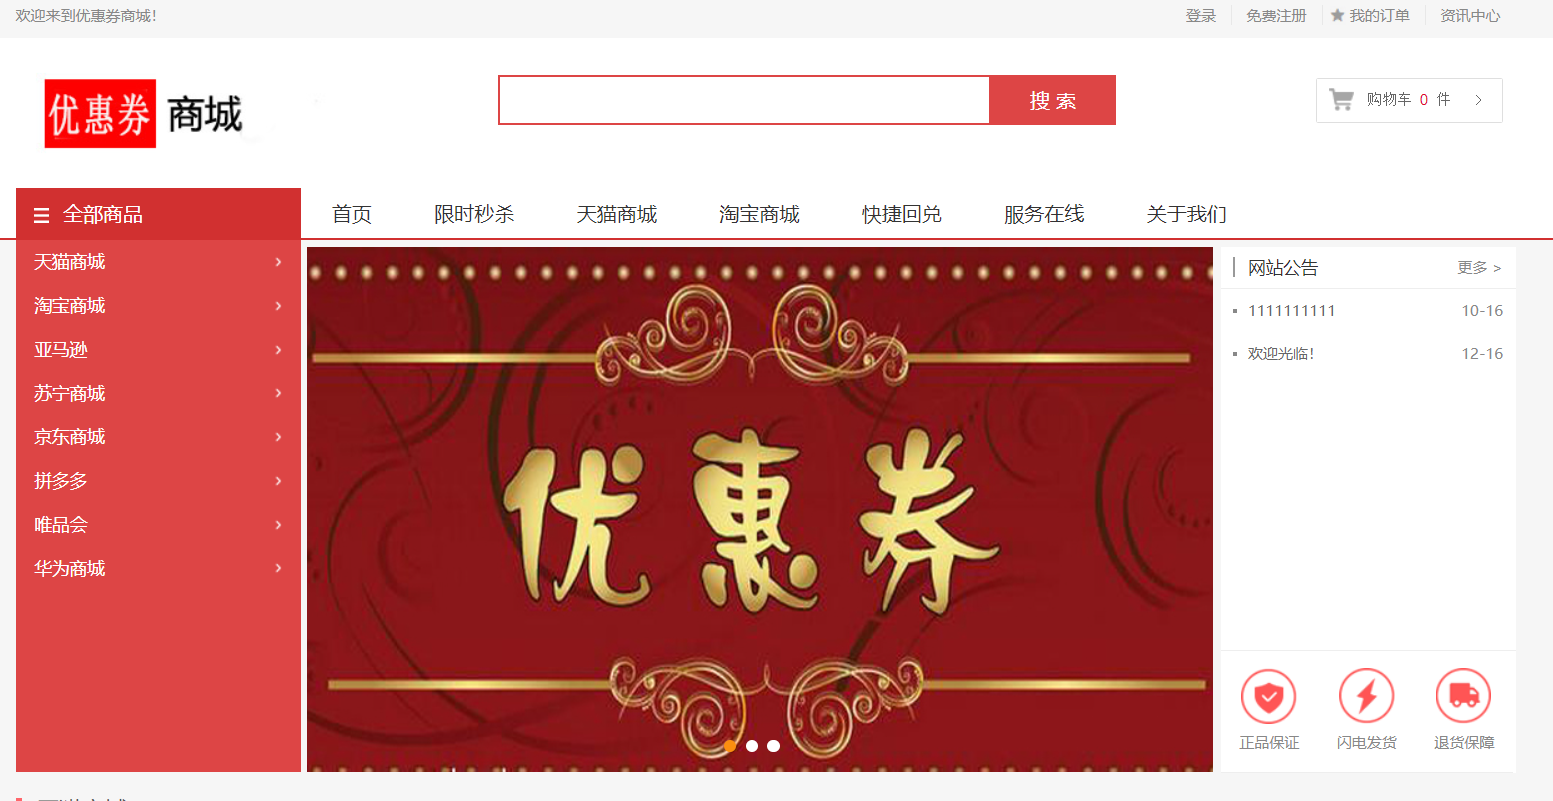 欢迎来到优惠券商城！
登录 免费注册 我的订单 资讯中心
优惠券 商城
搜 索
购物车 0 件
全部商品 首页 限时秒杀 天猫商城 淘宝商城 快捷回兑 服务在线 关于我们
天猫商城
淘宝商城
亚马逊
苏宁商城
京东商城
拼多多
唯品会
华为商城
优惠券
网站公告 更多 >
1111111111 10-16
欢迎光临！ 12-16
正品保证 闪电发货 退货保障